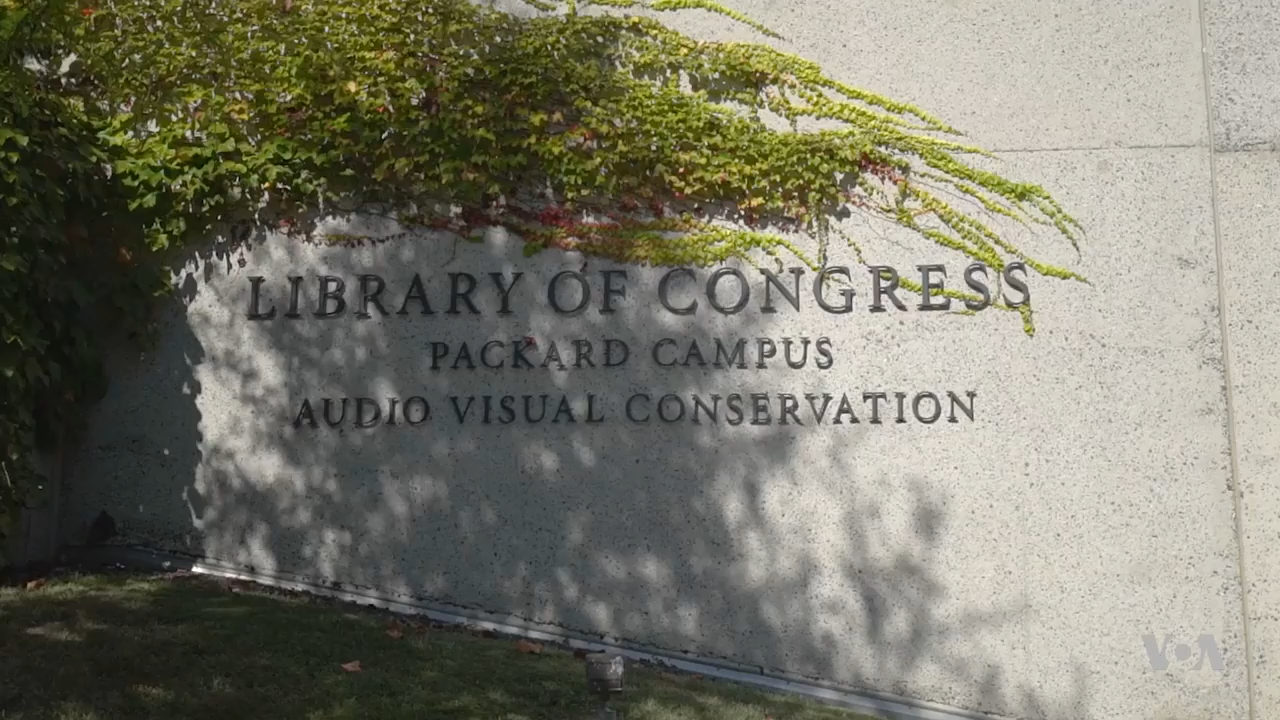 LIBRARY OF CONGRESS
PACKARD CAMPUS
AUDIO VISUAL CONSERVATION
VOA